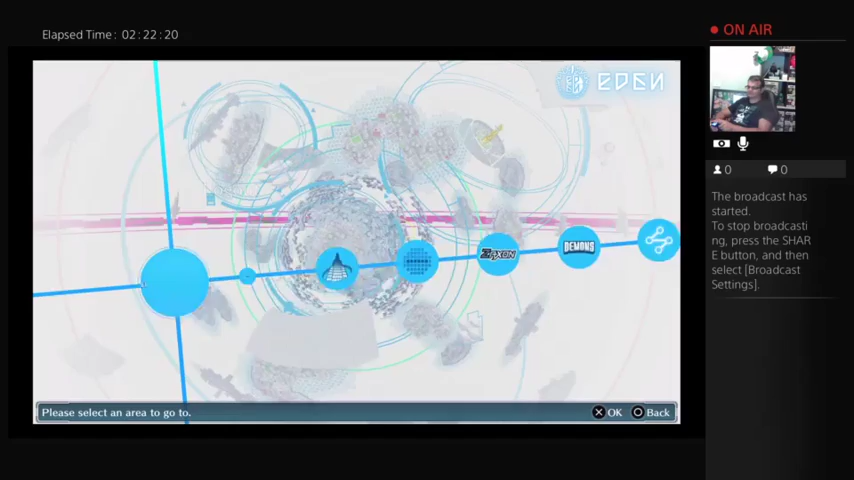 Elapsed Time: 02:22:20
ON AIR
EDEN
0
0
ZAXON
DEMONS
The broadcast has
started.
To stop broadcasti
ng, press the SHAR
E button, and then
select [Broadcast
Settings].
Please select an area to go to.
OK
Back